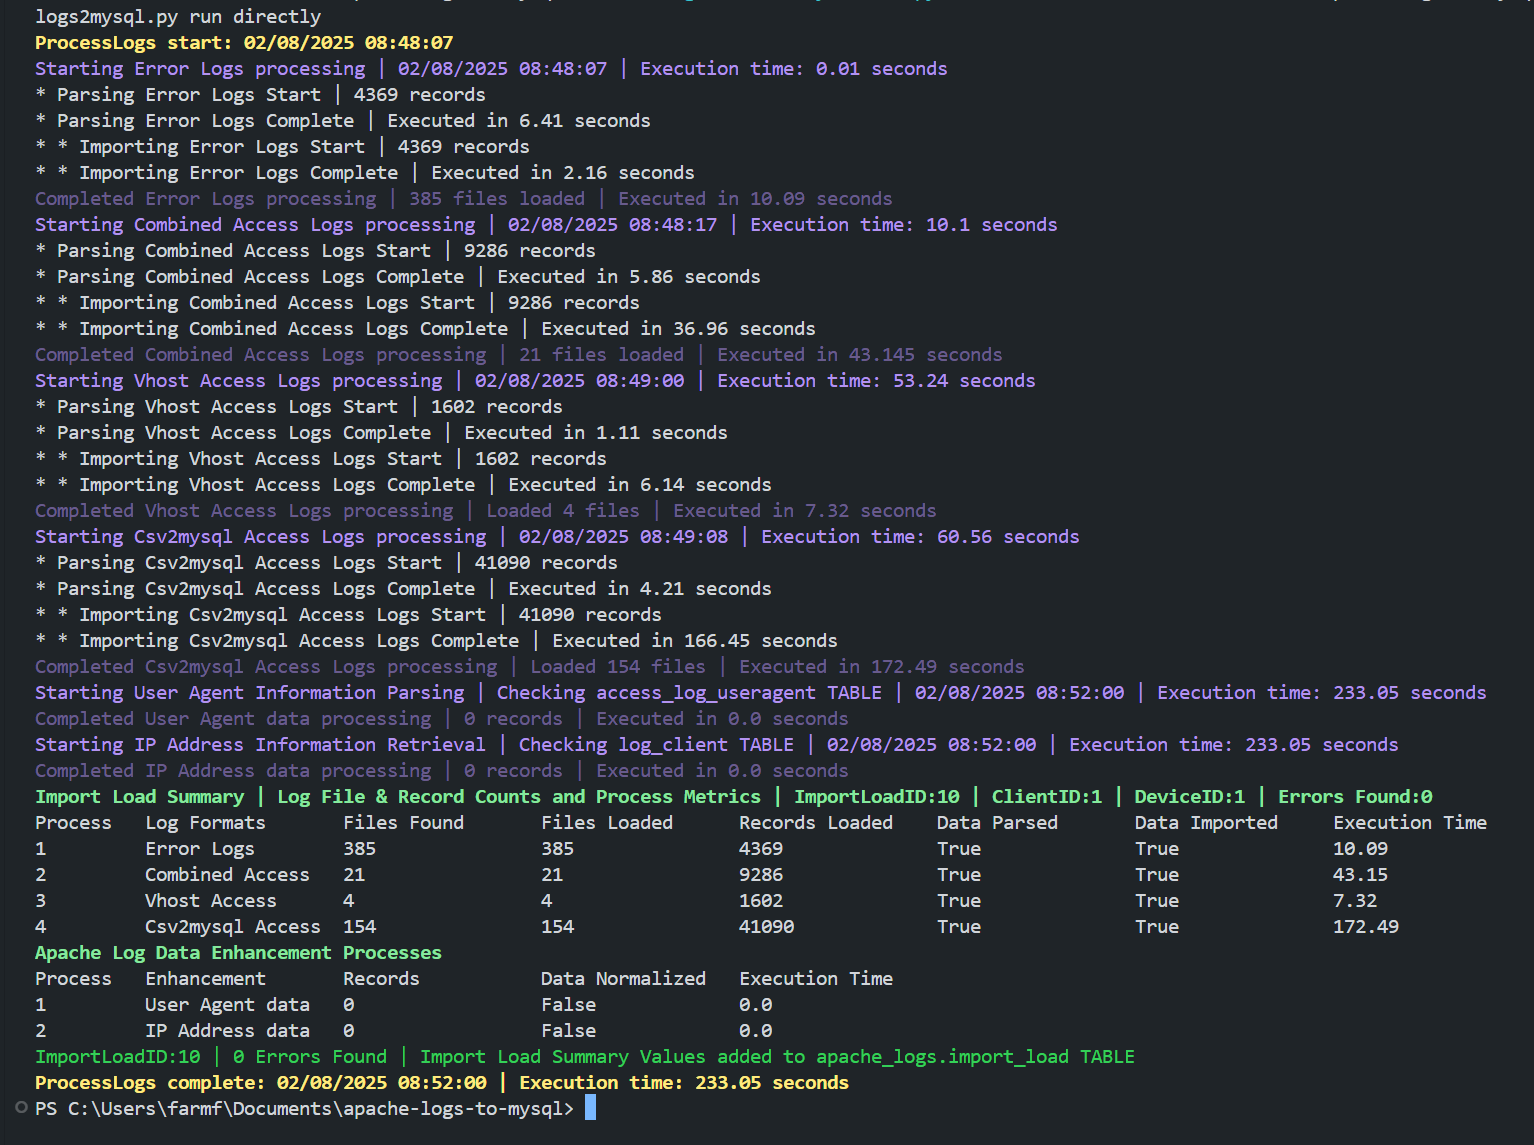 logs2mysql.py run directly
ProcessLogs start: 02/08/2025 08:48:07
Starting Error Logs processing | 02/08/2025 08:48:07 | Execution time: 0.01 seconds
* Parsing Error Logs Start | 4369 records
* Parsing Error Logs Complete | Executed in 6.41 seconds
* * Importing Error Logs Start | 4369 records
* * Importing Error Logs Complete | Executed in 2.16 seconds
Completed Error Logs processing | 385 files loaded | Executed in 10.09 seconds
Starting Combined Access Logs processing | 02/08/2025 08:48:17 | Execution time: 10.1 seconds
* Parsing Combined Access Logs Start | 9286 records
* Parsing Combined Access Logs Complete | Executed in 5.86 seconds
* * Importing Combined Access Logs Start | 9286 records
* * Importing Combined Access Logs Complete | Executed in 36.96 seconds
Completed Combined Access Logs processing | 21 files loaded | Executed in 43.145 seconds
Starting Vhost Access Logs processing | 02/08/2025 08:49:00 | Execution time: 53.24 seconds
* Parsing Vhost Access Logs Start | 1602 records
* Parsing Vhost Access Logs Complete | Executed in 1.11 seconds
* * Importing Vhost Access Logs Start | 1602 records
* * Importing Vhost Access Logs Complete | Executed in 6.14 seconds
Completed Vhost Access Logs processing | Loaded 4 files | Executed in 7.32 seconds
Starting Csv2mysql Access Logs processing | 02/08/2025 08:49:08 | Execution time: 60.56 seconds
* Parsing Csv2mysql Access Logs Start | 41090 records
* Parsing Csv2mysql Access Logs Complete | Executed in 4.21 seconds
* * Importing Csv2mysql Access Logs Start | 41090 records
* * Importing Csv2mysql Access Logs Complete | Executed in 166.45 seconds
Completed Csv2mysql Access Logs processing | Loaded 154 files | Executed in 172.49 seconds
Starting User Agent Information Parsing | Checking access_log_useragent TABLE | 02/08/2025 08:52:00 | Execution time: 233.05 seconds
Completed User Agent data processing | 0 records | Executed in 0.0 seconds
Starting IP Address Information Retrieval | Checking log_client TABLE | 02/08/2025 08:52:00 | Execution time: 233.05 seconds
Completed IP Address data processing | 0 records | Executed in 0.0 seconds
Import Load Summary | Log File & Record Counts and Process Metrics | ImportLoadID:10 | ClientID:1 | DeviceID:1 | Errors Found:0
Process Log Formats Files Found Files Loaded Records Loaded Data Parsed Data Imported Execution Time
1 Error Logs 385 385 4369 True True 10.09
2 Combined Access 21 21 9286 True True 43.15
3 Vhost Access 4 4 1602 True True 7.32
4 Csv2mysql Access 154 154 41090 True True 172.49
Apache Log Data Enhancement Processes
Process Enhancement Records Data Normalized Execution Time
1 User Agent data 0 False 0.0
2 IP Address data 0 False 0.0
ImportLoadID:10 | 0 Errors Found | Import Load Summary Values added to apache_logs.import_load TABLE
ProcessLogs complete: 02/08/2025 08:52:00 | Execution time: 233.05 seconds
PS C:\Users\farmf\Documents\apache-logs-to-mysql>